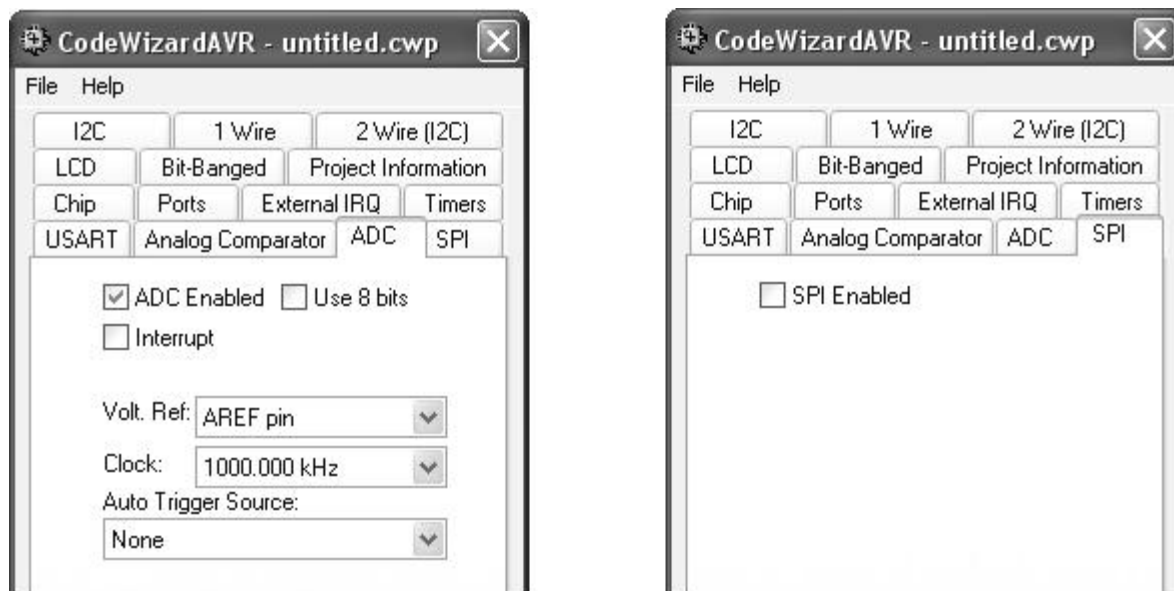 CodeWizardAVR - untitled.cwp
File Help
I2C 1 Wire 2 Wire (I2C)
LCD Bit-Banged Project Information
Chip Ports External IRQ Timers
USART Analog Comparator ADC SPI
ADC Enabled Use 8 bits
Interrupt
Volt. Ref: AREF pin
Clock: 1000.000 kHz
Auto Trigger Source:
None
CodeWizardAVR - untitled.cwp
File Help
I2C 1 Wire 2 Wire (I2C)
LCD Bit-Banged Project Information
Chip Ports External IRQ Timers
USART Analog Comparator ADC SPI
SPI Enabled